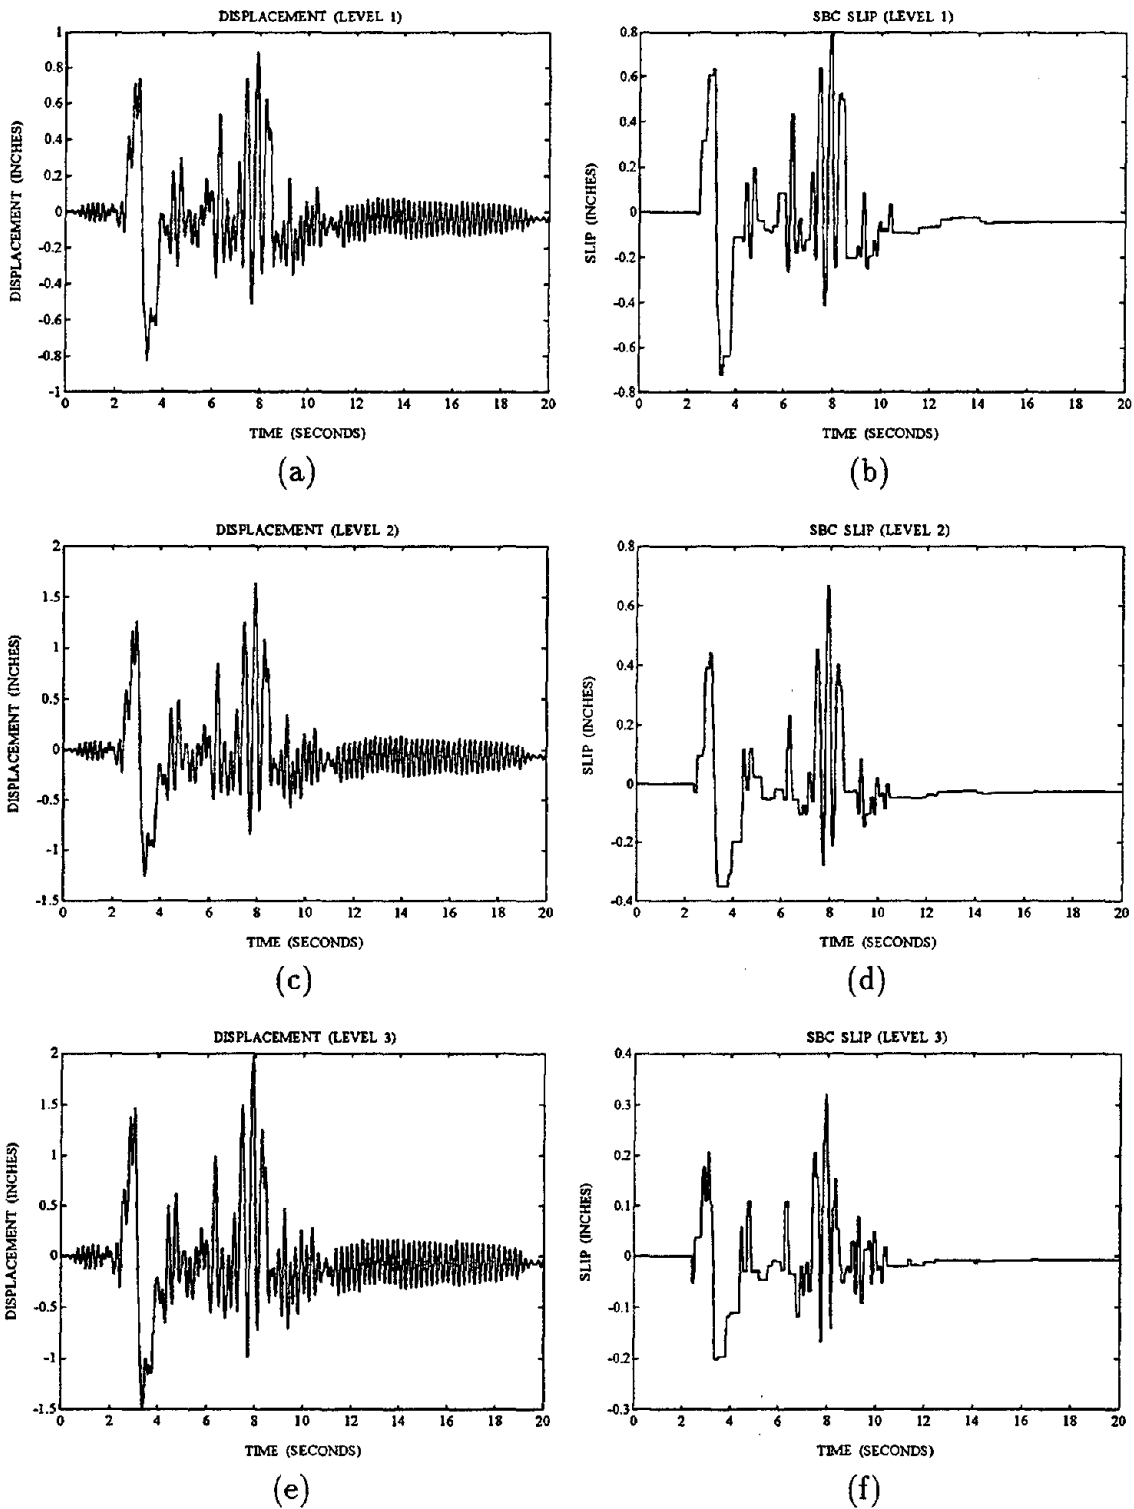 DISPLACEMENT (LEVEL 1)
DISPLACEMENT (INCHES)
1
0.8
0.6
0.4
0.2
0
-0.2
-0.4
-0.6
-0.8
-1
0 2 4 6 8 10 12 14 16 18 20
TIME (SECONDS)
(a)
SBC SLIP (LEVEL 1)
SLIP (INCHES)
0.8
0.6
0.4
0.2
0
-0.2
-0.4
-0.6
-0.8
0 2 4 6 8 10 12 14 16 18 20
TIME (SECONDS)
(b)
DISPLACEMENT (LEVEL 2)
DISPLACEMENT (INCHES)
2
1.5
1
0.5
0
-0.5
-1
-1.5
0 2 4 6 8 10 12 14 16 18 20
TIME (SECONDS)
(c)
SBC SLIP (LEVEL 2)
SLIP (INCHES)
0.8
0.6
0.4
0.2
0
-0.2
-0.4
0 2 4 6 8 10 12 14 16 18 20
TIME (SECONDS)
(d)
DISPLACEMENT (LEVEL 3)
DISPLACEMENT (INCHES)
2
1.5
1
0.5
0
-0.5
-1
-1.5
0 2 4 6 8 10 12 14 16 18 20
TIME (SECONDS)
(e)
SBC SLIP (LEVEL 3)
SLIP (INCHES)
0.4
0.3
0.2
0.1
0
-0.1
-0.2
-0.3
0 2 4 6 8 10 12 14 16 18 20
TIME (SECONDS)
(f)